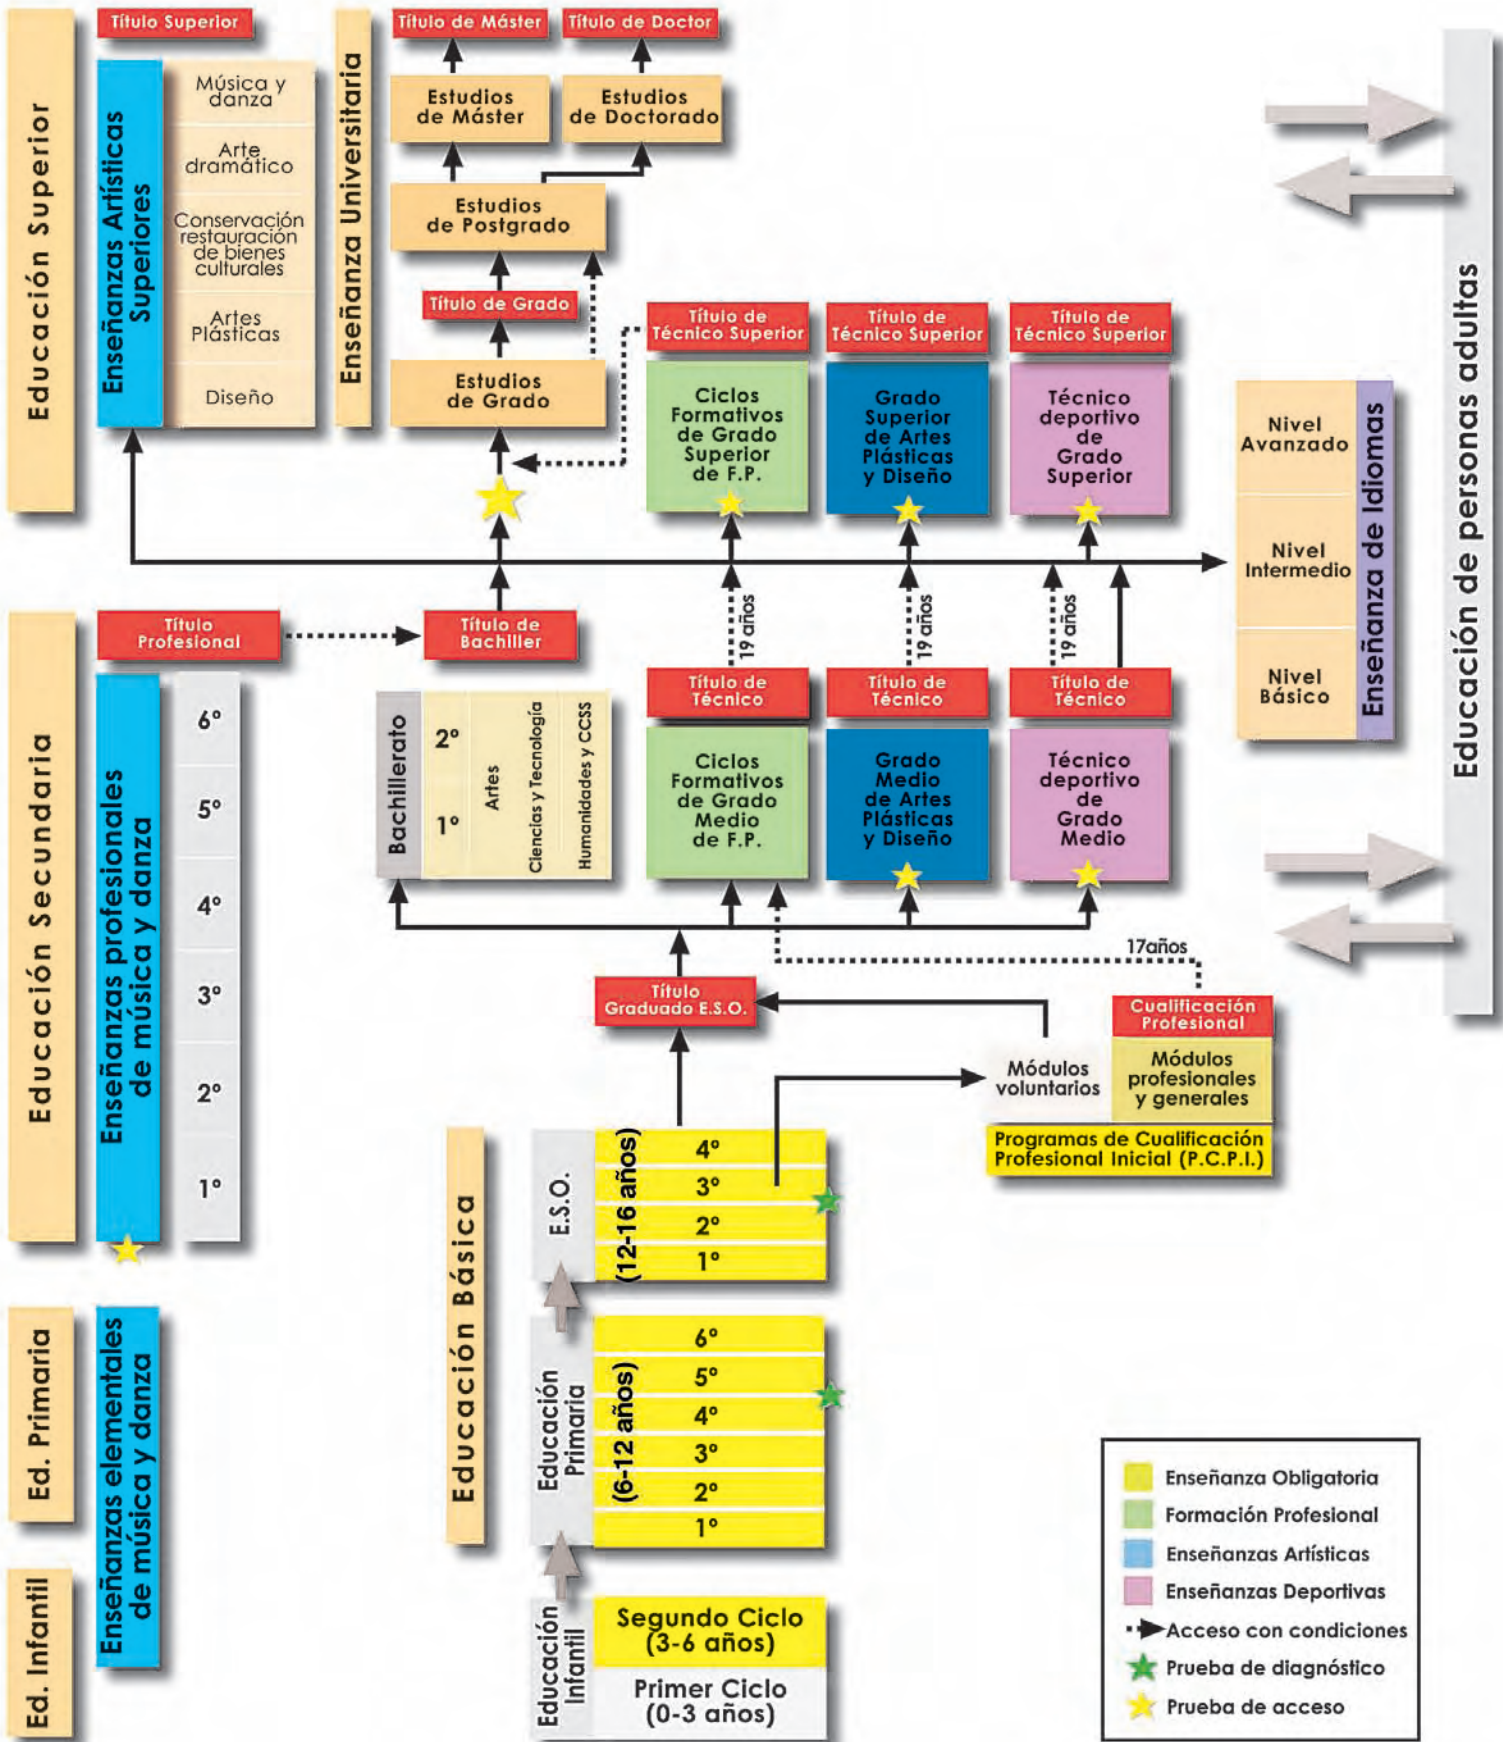 Educación Superior
Título Superior
Enseñanzas Artísticas
Superiores
Música y
danza
Arte
dramático
Conservación
restauración
de bienes
culturales
Artes
Plásticas
Diseño
Enseñanza Universitaria
Título de Máster
Título de Doctor
Estudios
de Máster
Estudios
de Doctorado
Estudios
de Postgrado
Título de Grado
Estudios
de Grado
Título de
Técnico Superior
Título de
Técnico Superior
Título de
Técnico Superior
Ciclos
Formativos
de Grado
Superior
de F.P.
Grado
Superior
de Artes
Plásticas
y Diseño
Técnico
deportivo
de
Grado
Superior
Nivel
Avanzado
Nivel
Intermedio
Nivel
Básico
Enseñanza de Idiomas
Educación de personas adultas
Educación Secundaria
Título
Profesional
Título de
Bachiller
19 años
19 años
19 años
Título de
Técnico
Título de
Técnico
Título de
Técnico
Enseñanzas profesionales
de música y danza
6º
5º
4º
3º
2º
1º
Bachillerato
2º
1º
Artes
Ciencias y Tecnología
Humanidades y CCSS
Ciclos
Formativos
de Grado
Medio
de F.P.
Grado
Medio
de Artes
Plásticas
y Diseño
Técnico
deportivo
de
Grado
Medio
17años
Título
Graduado E.S.O.
Cualificación
Profesional
Módulos
voluntarios
Módulos
profesionales
y generales
Programas de Cualificación
Profesional Inicial (P.C.P.I.)
Educación Básica
E.S.O.
(12-16 años)
4º
3º
2º
1º
Educación
Primaria
(6-12 años)
6º
5º
4º
3º
2º
1º
Ed. Primaria
Enseñanzas elementales
de música y danza
Ed. Infantil
Educación
Infantil
Segundo Ciclo
(3-6 años)
Primer Ciclo
(0-3 años)
Enseñanza Obligatoria
Formación Profesional
Enseñanzas Artísticas
Enseñanzas Deportivas
Acceso con condiciones
Prueba de diagnóstico
Prueba de acceso